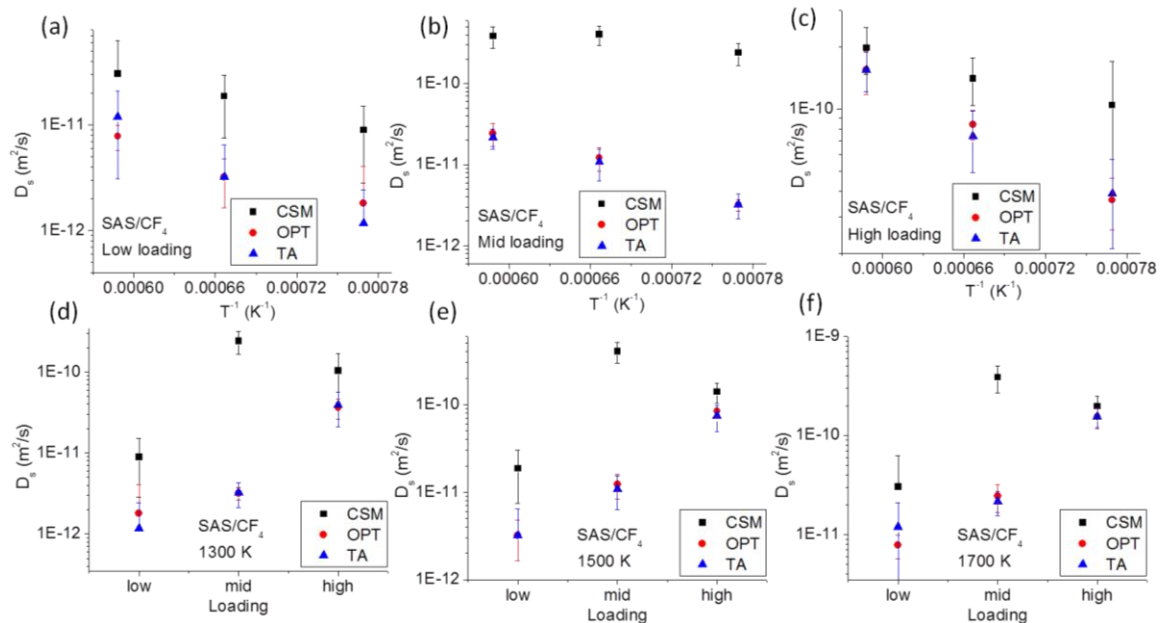 (a)
1E-11
1E-12
D_s (m²/s)
SAS/CF₄
Low loading
CSM
OPT
TA
0.00060 0.00066 0.00072 0.00078
T⁻¹ (K⁻¹)
(b)
1E-10
1E-11
1E-12
D_s (m²/s)
SAS/CF₄
Mid loading
CSM
OPT
TA
0.00060 0.00066 0.00072 0.00078
T⁻¹ (K⁻¹)
(c)
1E-10
D_s (m²/s)
SAS/CF₄
High loading
CSM
OPT
TA
0.00060 0.00066 0.00072 0.00078
T⁻¹ (K⁻¹)
(d)
1E-10
1E-11
1E-12
D_s (m²/s)
SAS/CF₄
1300 K
CSM
OPT
TA
low mid high
Loading
(e)
1E-10
1E-11
1E-12
D_s (m²/s)
SAS/CF₄
1500 K
CSM
OPT
TA
low mid high
Loading
(f)
1E-9
1E-10
1E-11
D_s (m²/s)
SAS/CF₄
1700 K
CSM
OPT
TA
low mid high
Loading